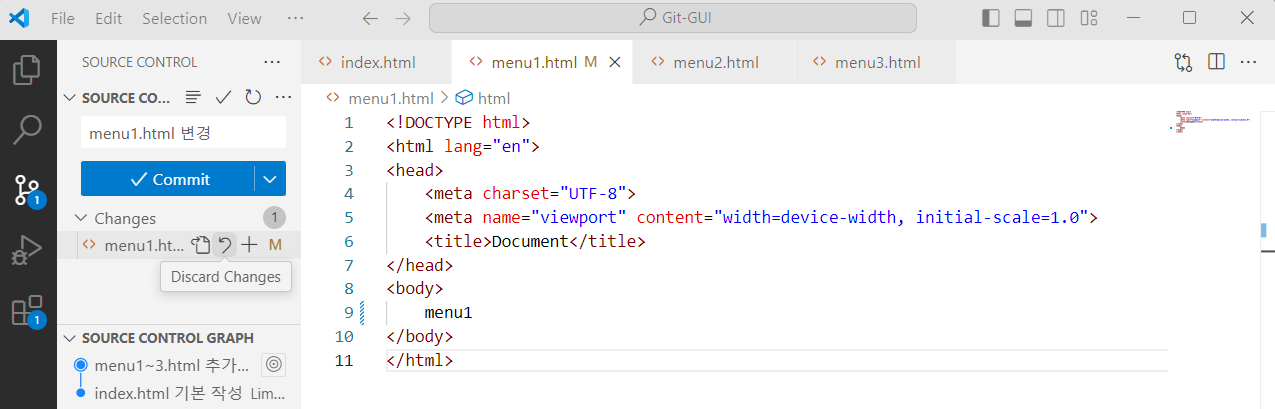 File Edit Selection View ··· Git-GUI
SOURCE CONTROL ···
index.html menu1.html M menu2.html menu3.html ···
SOURCE CO... ···
menu1.html > html
menu1.html 변경
Commit
Changes 1
menu1.ht... M
Discard Changes
1
1
SOURCE CONTROL GRAPH
menu1~3.html 추가...
index.html 기본 작성 Lim...
1 <!DOCTYPE html>
2 <html lang="en">
3 <head>
4 <meta charset="UTF-8">
5 <meta name="viewport" content="width=device-width, initial-scale=1.0">
6 <title>Document</title>
7 </head>
8 <body>
9 menu1
10 </body>
11 </html>